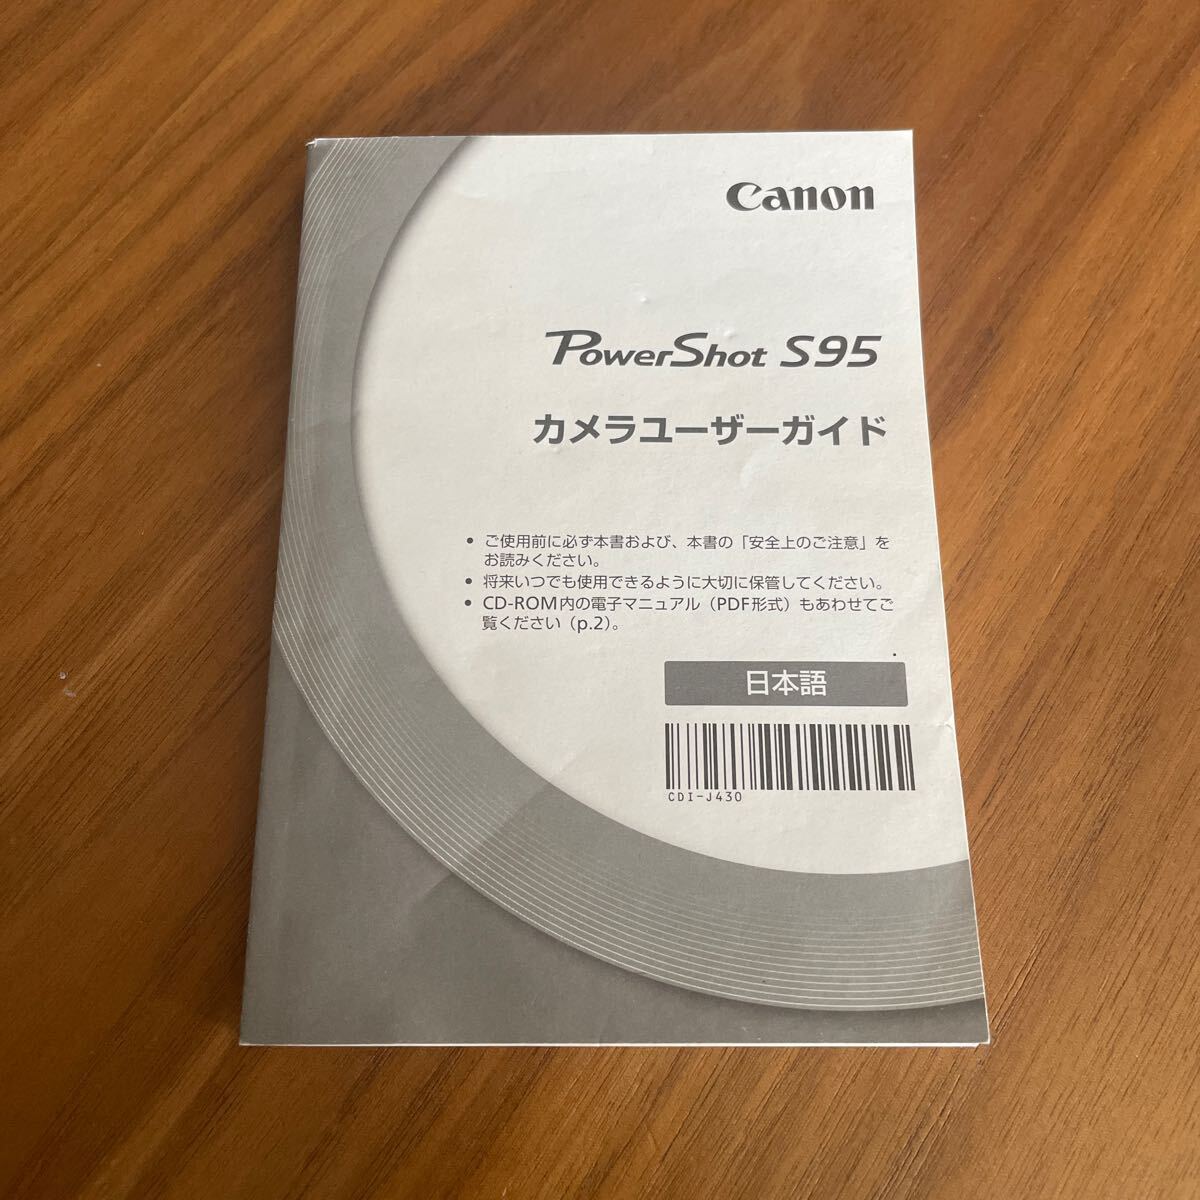 Canon
PowerShot S95
カメラユーザーガイド
• ご使用前に必ず本書および、本書の「安全上のご注意」を
お読みください。
• 将来いつでも使用できるように大切に保管してください。
• CD-ROM内の電子マニュアル（PDF形式）もあわせてご
覧ください（p.2）。
日本語
CDI-J430